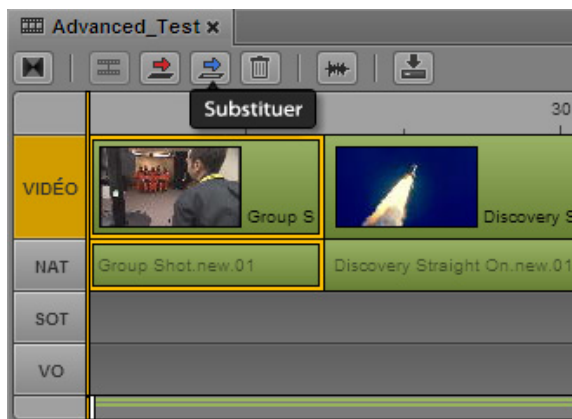 Advanced_Test x
Substituer
30
VIDÉO
Group S
Discovery S
NAT
Group Shot.new.01
Discovery Straight On.new.01
SOT
VO